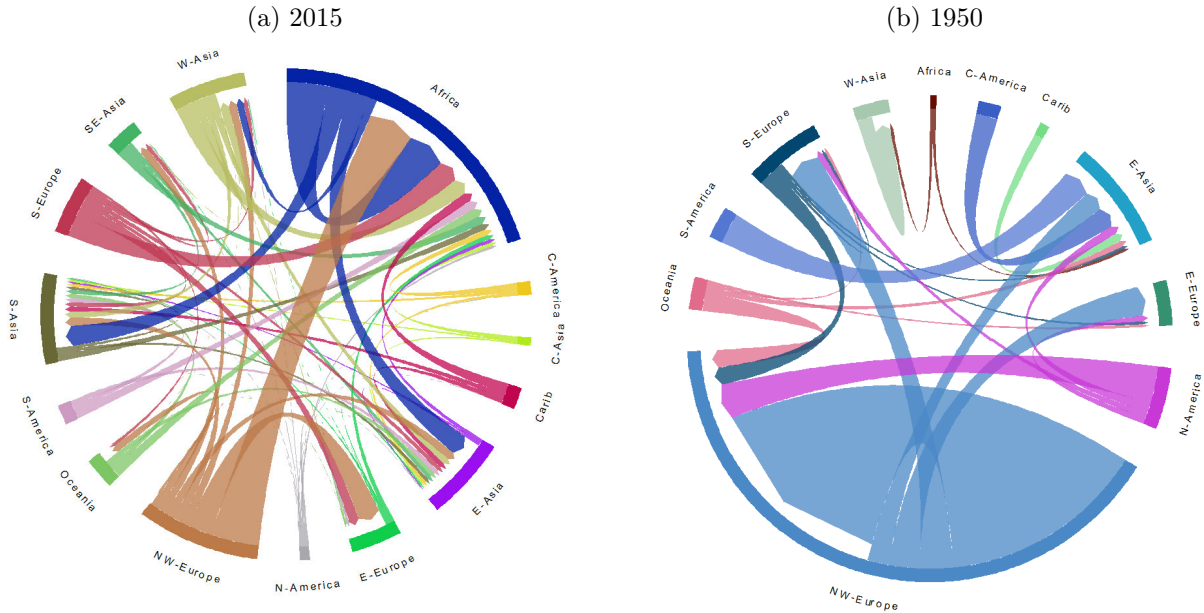 (a) 2015
W-Asia
Africa
SE-Asia
S-Europe
C-America
C-Asia
S-Asia
Carib
S-America
Oceania
E-Asia
NW-Europe
N-America
E-Europe
(b) 1950
W-Asia
Africa
C-America
Carib
S-Europe
E-Asia
S-America
Oceania
E-Europe
N-America
NW-Europe